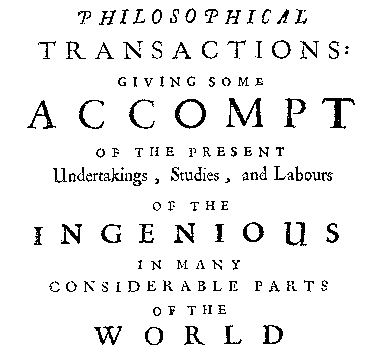 PHILOSOPHICAL
TRANSACTIONS:
GIVING SOME
ACCOMPT
OF THE PRESENT
Undertakings, Studies, and Labours
OF THE
INGENIOUS
IN MANY
CONSIDERABLE PARTS
OF THE
WORLD